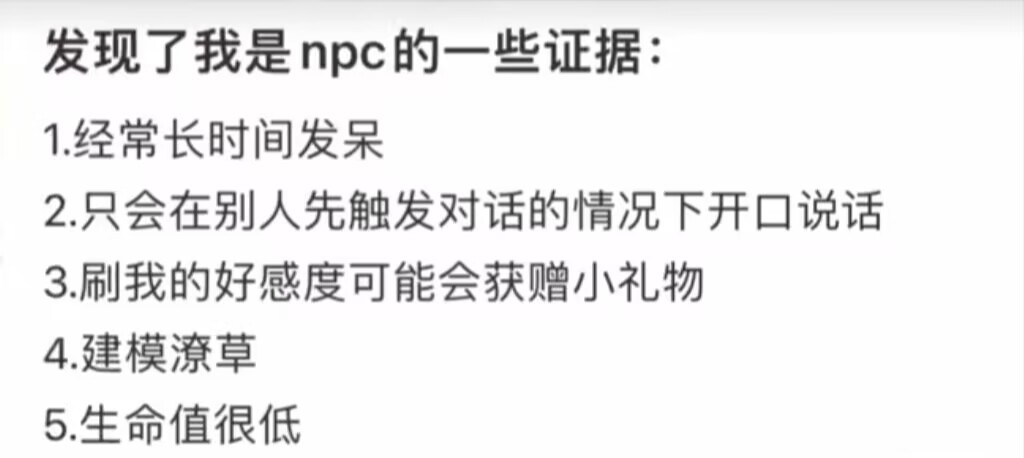 发现了我是npc的一些证据：
1.经常长时间发呆
2.只会在别人先触发对话的情况下开口说话
3.刷我的好感度可能会获赠小礼物
4.建模潦草
5.生命值很低